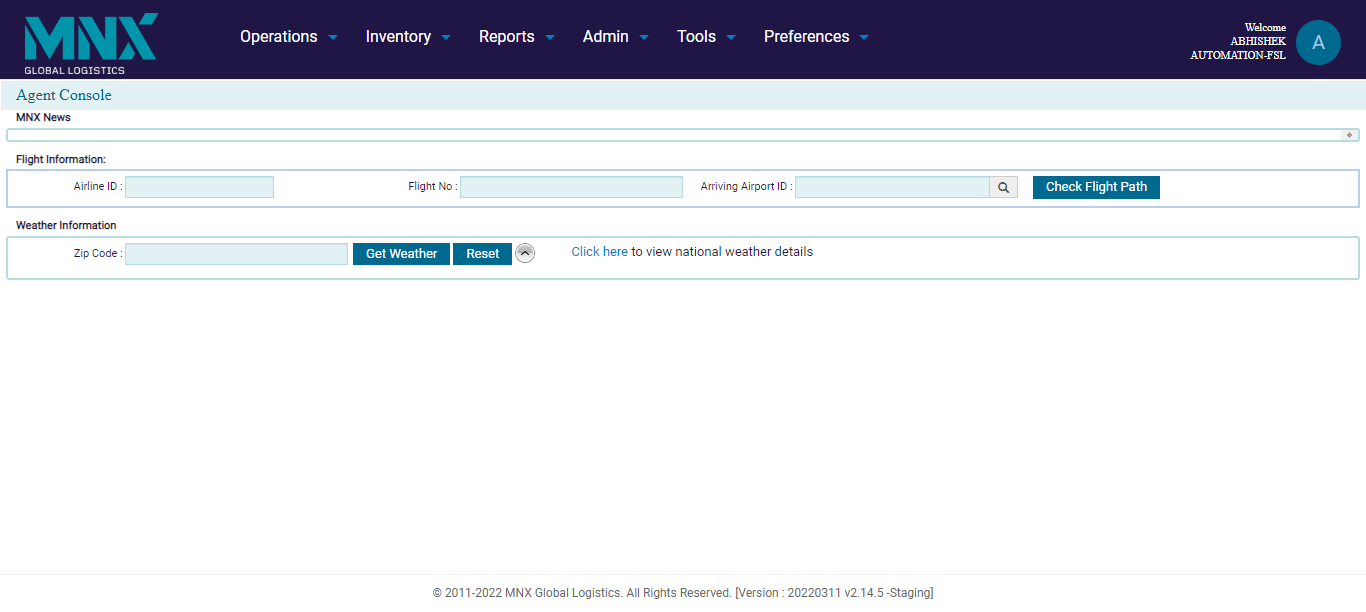 MNX
GLOBAL LOGISTICS
Operations Inventory Reports Admin Tools Preferences
Welcome
ABHISHEK
AUTOMATION-FSL
A
Agent Console
MNX News
Flight Information:
Airline ID : Flight No : Arriving Airport ID : Check Flight Path
Weather Information
Zip Code : Get Weather Reset Click here to view national weather details
© 2011-2022 MNX Global Logistics. All Rights Reserved. [Version : 20220311 v2.14.5 -Staging]